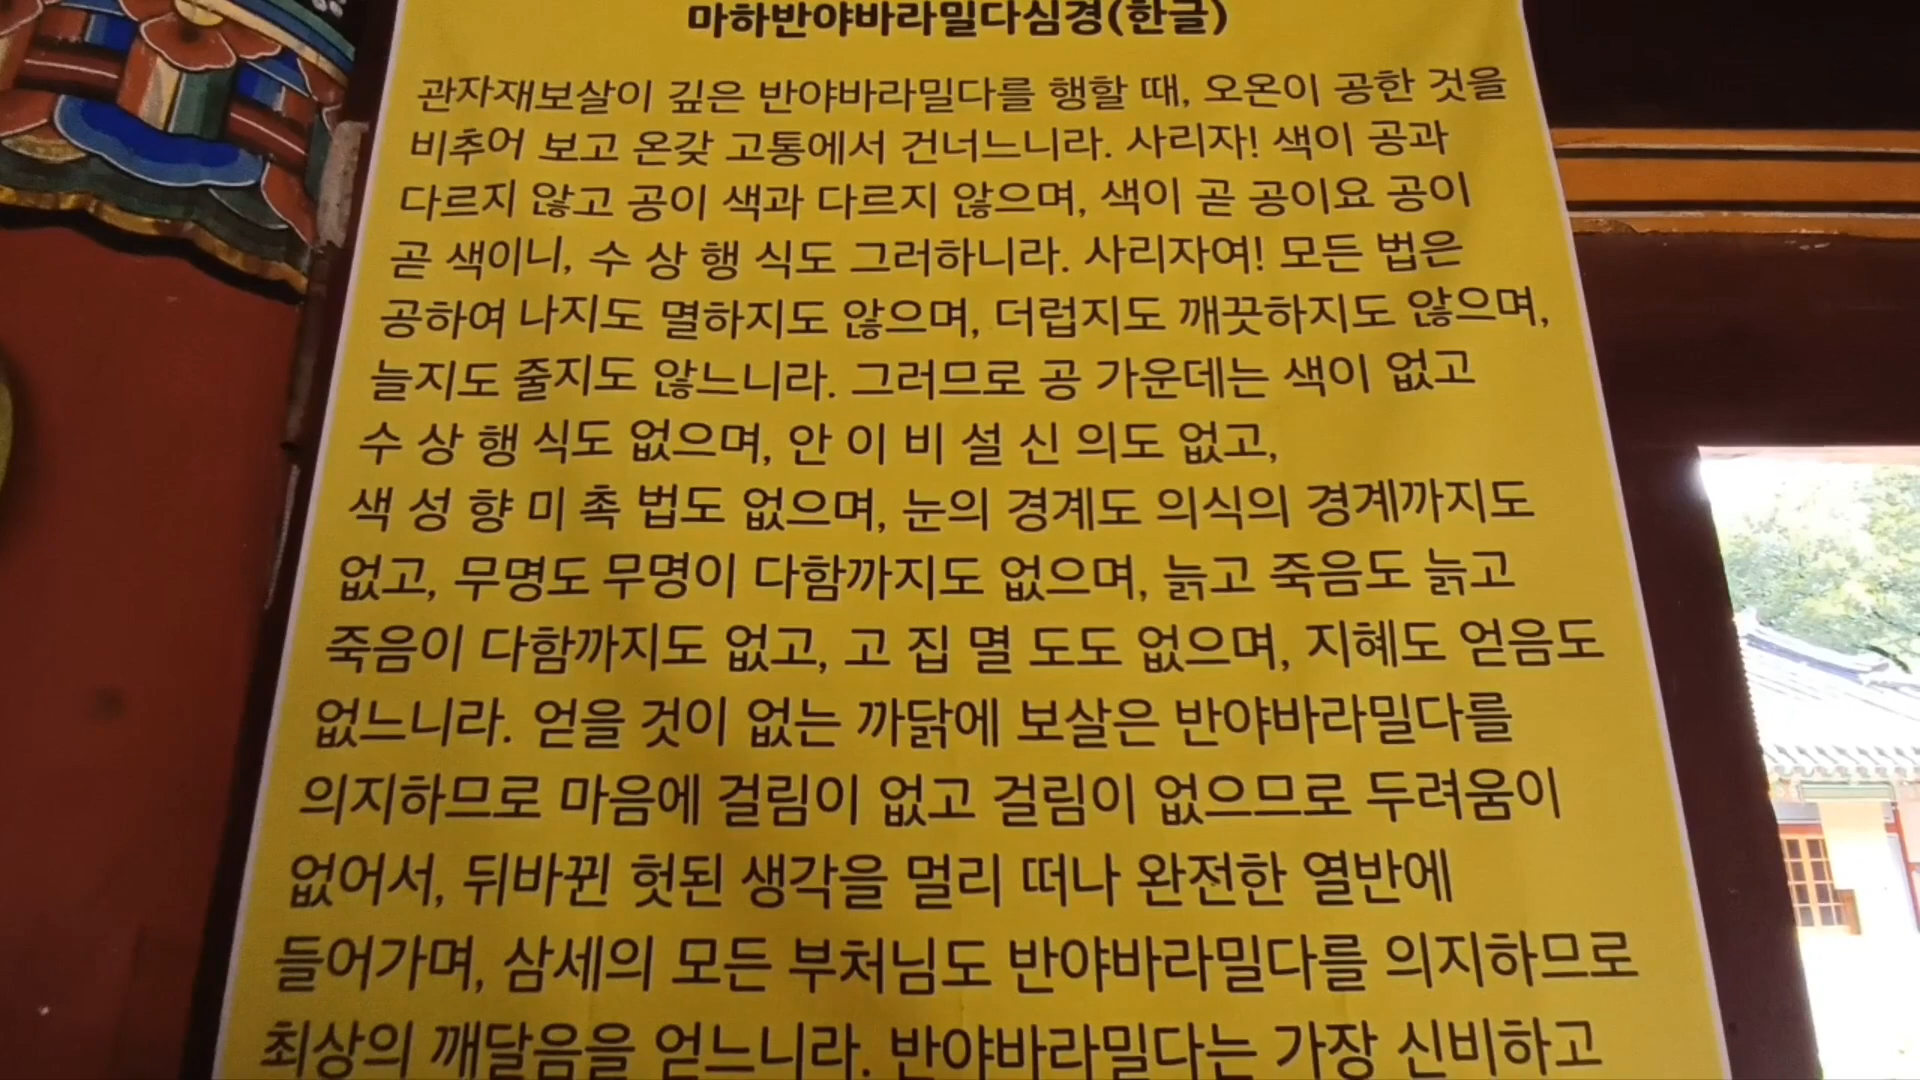 마하반야바라밀다심경(한글)
관자재보살이 깊은 반야바라밀다를 행할 때, 오온이 공한 것을
비추어 보고 온갖 고통에서 건너느니라. 사리자! 색이 공과
다르지 않고 공이 색과 다르지 않으며, 색이 곧 공이요 공이
곧 색이니, 수 상 행 식도 그러하니라. 사리자여! 모든 법은
공하여 나지도 멸하지도 않으며, 더럽지도 깨끗하지도 않으며,
늘지도 줄지도 않느니라. 그러므로 공 가운데는 색이 없고
수 상 행 식도 없으며, 안 이 비 설 신 의도 없고,
색 성 향 미 촉 법도 없으며, 눈의 경계도 의식의 경계까지도
없고, 무명도 무명이 다함까지도 없으며, 늙고 죽음도 늙고
죽음이 다함까지도 없고, 고 집 멸 도도 없으며, 지혜도 얻음도
없느니라. 얻을 것이 없는 까닭에 보살은 반야바라밀다를
의지하므로 마음에 걸림이 없고 걸림이 없으므로 두려움이
없어서, 뒤바뀐 헛된 생각을 멀리 떠나 완전한 열반에
들어가며, 삼세의 모든 부처님도 반야바라밀다를 의지하므로
최상의 깨달음을 얻느니라. 반야바라밀다는 가장 신비하고